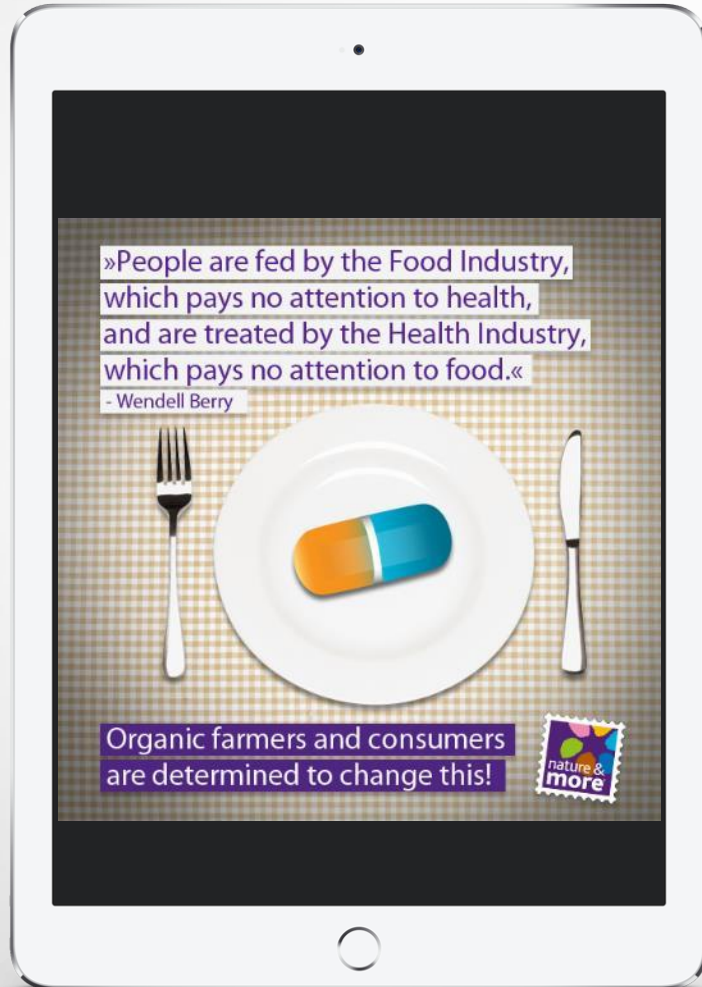 »People are fed by the Food Industry,
which pays no attention to health,
and are treated by the Health Industry,
which pays no attention to food.«
- Wendell Berry
Organic farmers and consumers
are determined to change this!
nature &
more